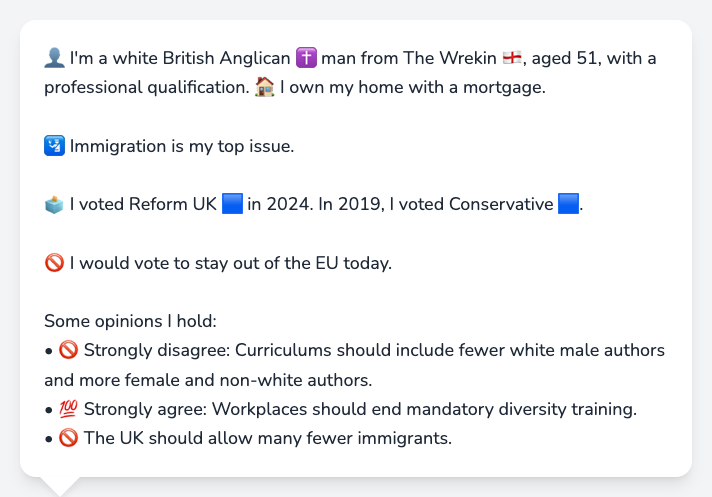 👤 I'm a white British Anglican ✝️ man from The Wrekin 🏴󠁧󠁢󠁥󠁮󠁧󠁿, aged 51, with a
professional qualification. 🏠 I own my home with a mortgage.
🛂 Immigration is my top issue.
🗳️ I voted Reform UK 🟦 in 2024. In 2019, I voted Conservative 🟦.
🚫 I would vote to stay out of the EU today.
Some opinions I hold:
• 🚫 Strongly disagree: Curriculums should include fewer white male authors
and more female and non-white authors.
• 💯 Strongly agree: Workplaces should end mandatory diversity training.
• 🚫 The UK should allow many fewer immigrants.